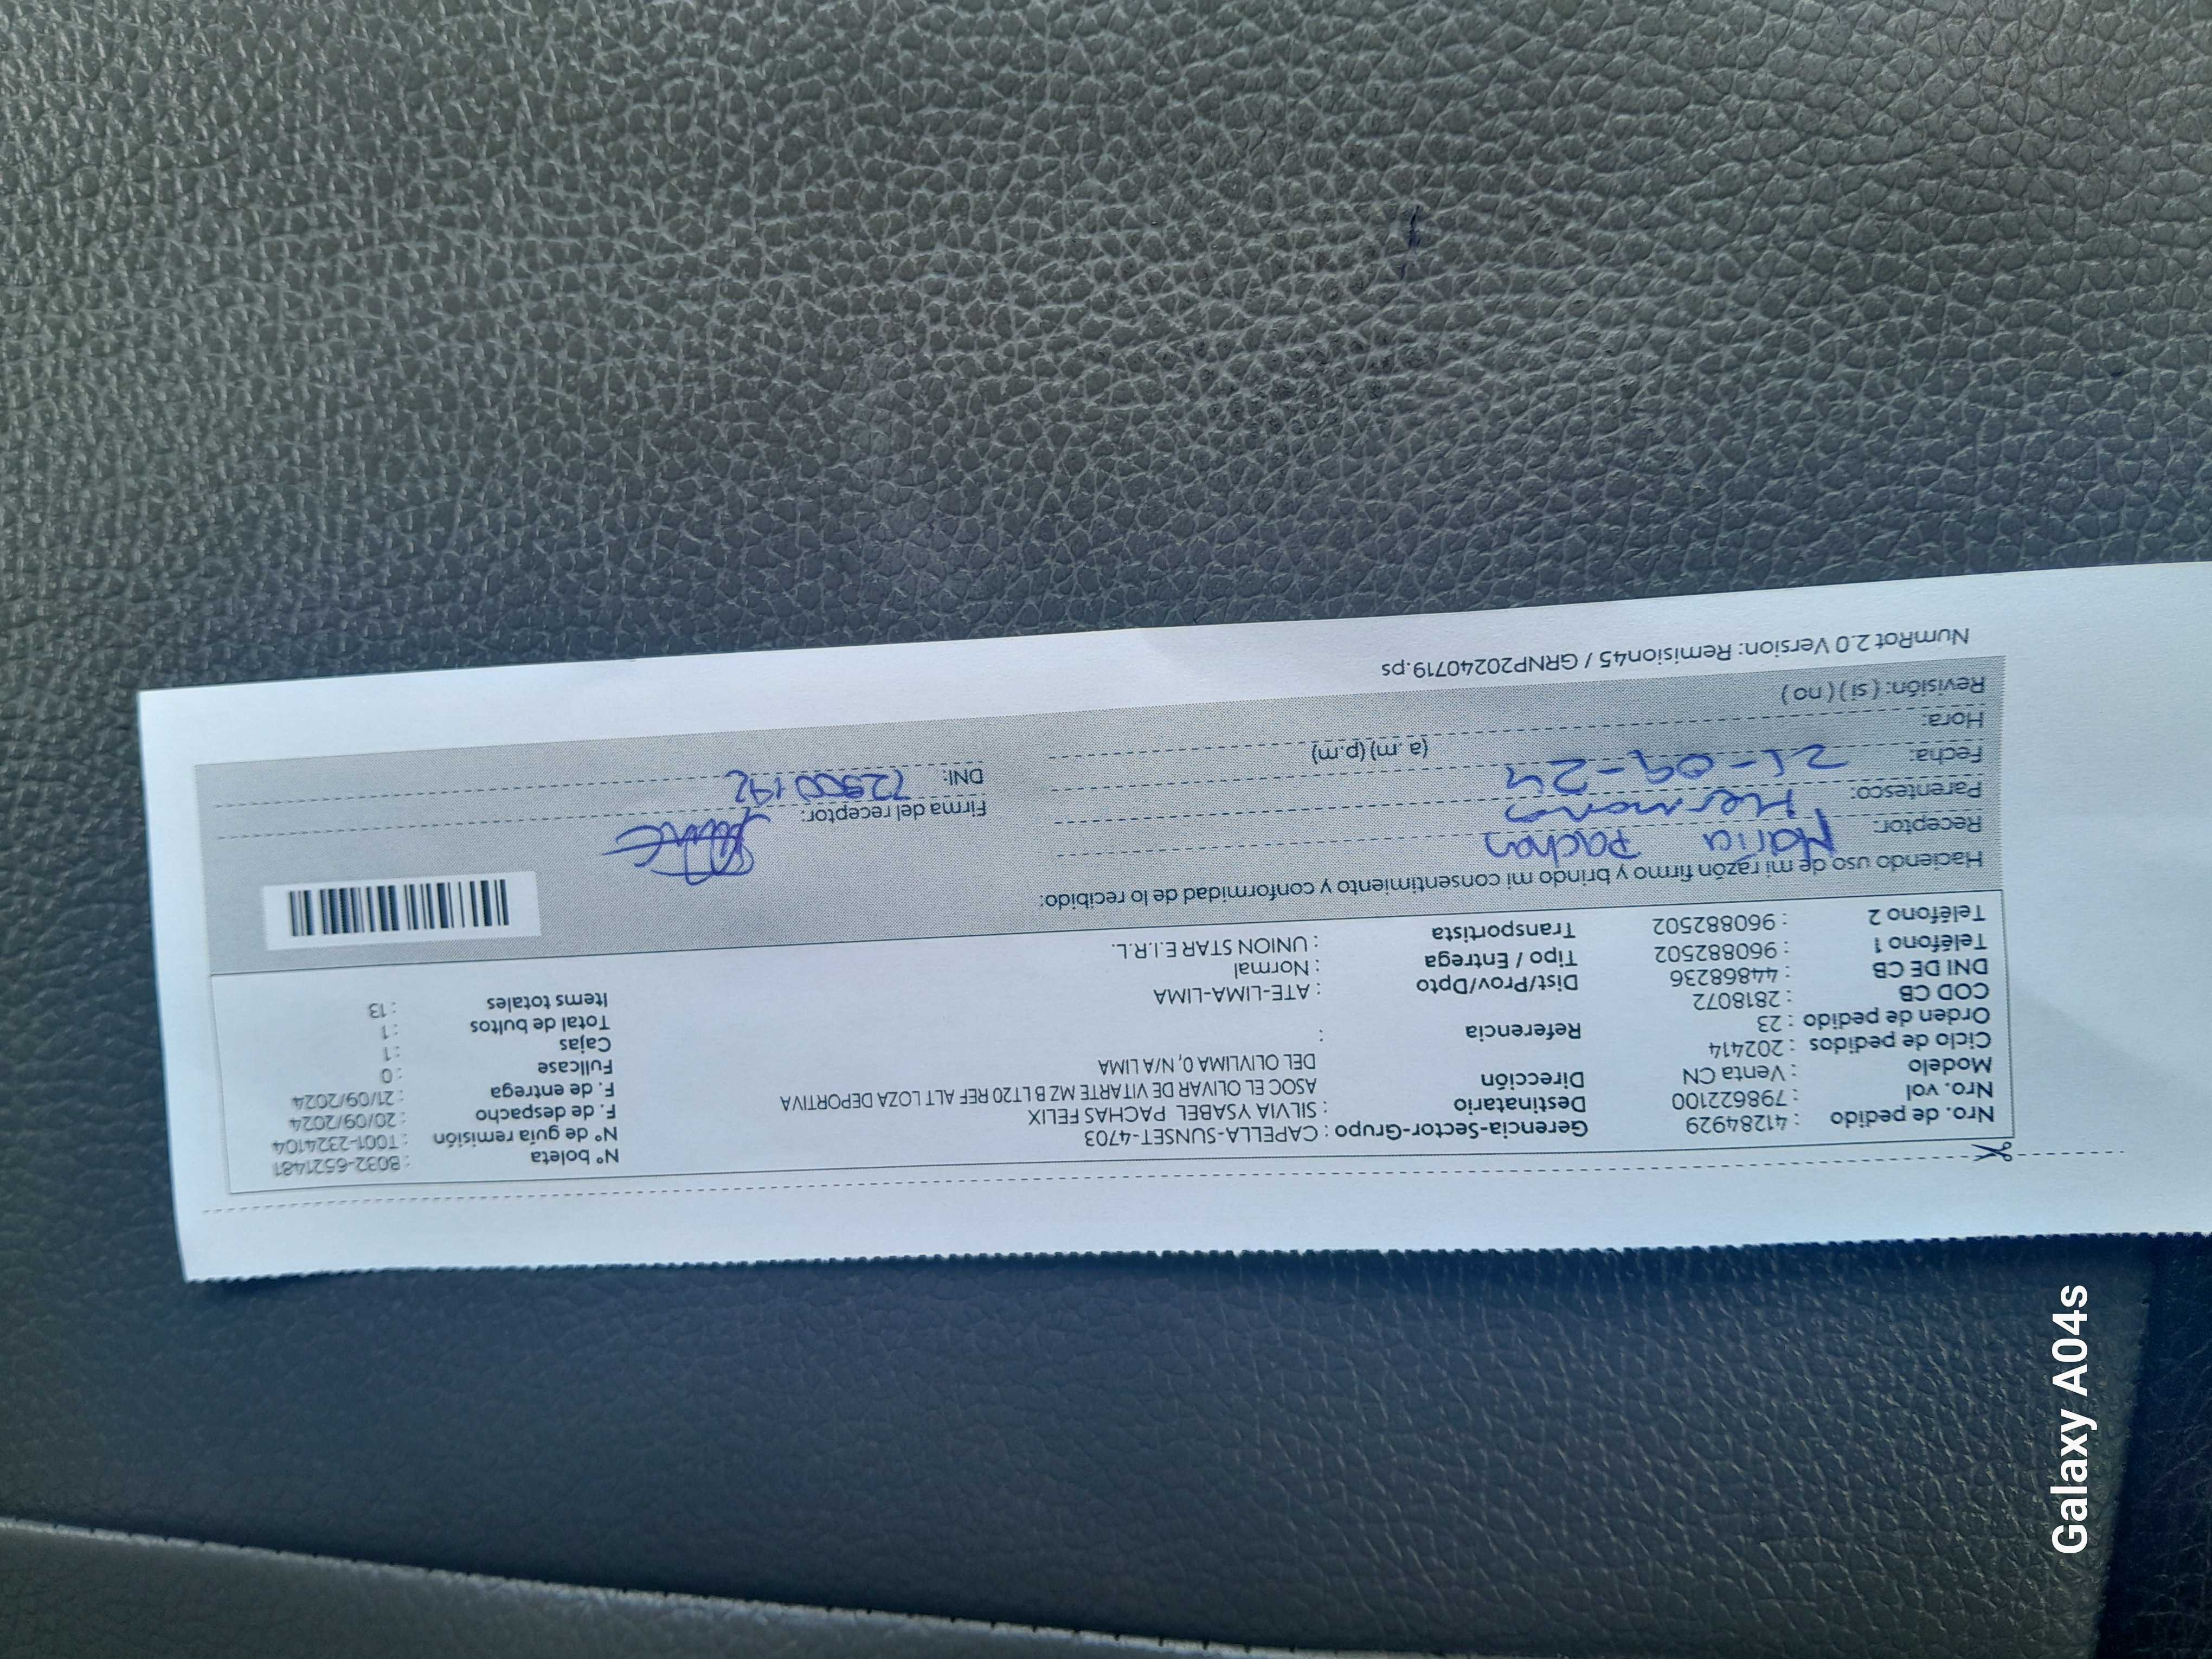 Nro. de pedido : 41284929 Gerencia-Sector-Grupo : CAPELLA-SUNSET-4703 N° boleta : B032-6521481
Nro. vol : 798622100 Destinatario : SILVIA YSABEL PACHAS FELIX N° de guía remisión : T001-2324104
Modelo : Venta CN Dirección ASOC EL OLIVAR DE VITARTE MZ B LT20 REF ALT LOZA DEPORTIVA F. de despacho : 20/09/2024
Ciclo de pedidos : 202414 DEL OLIVLIMA 0, N/A LIMA F. de entrega : 21/09/2024
Orden de pedido : 23 Referencia : Fullcase : 0
COD CB : 2818072 Cajas : 1
DNI DE CB : 44868236 Dist/Prov/Dpto : ATE-LIMA-LIMA Total de bultos : 1
Teléfono 1 : 960882502 Tipo / Entrega : Normal Items totales : 13
Teléfono 2 : 960882502 Transportista : UNION STAR E.I.R.L.
Haciendo uso de mi razón firmo y brindo mi consentimiento y conformidad de lo recibido:
Receptor: Maria Pachas
Parentesco: Hermana Firma del receptor:
Fecha: 21-09-24 DNI: 72900192
Hora: (a .m) (p.m)
Revisión: ( si ) ( no )
NumRot 2.0 Version: Remision45 / GRNP20240719.ps
Galaxy A04s